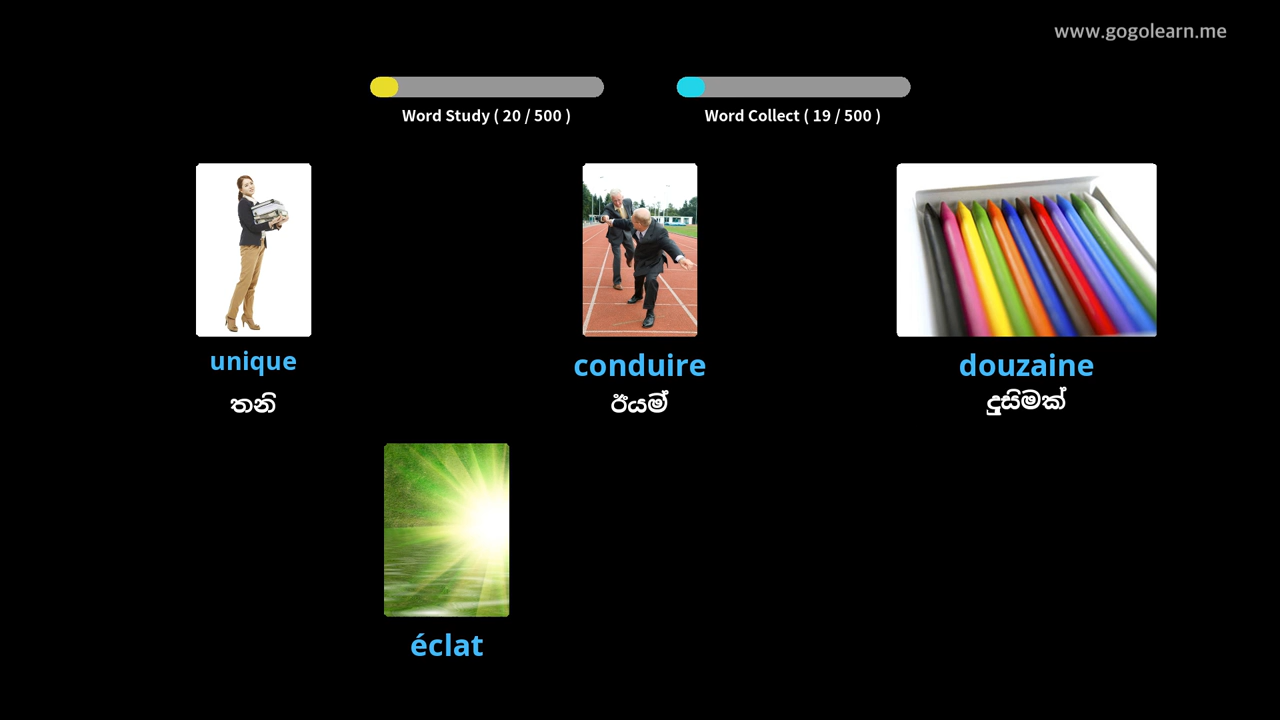 www.gogolearn.me
Word Study ( 20 / 500 )
Word Collect ( 19 / 500 )
unique
conduire
douzaine
තනි
ඊයම්
දුසිමක්
éclat